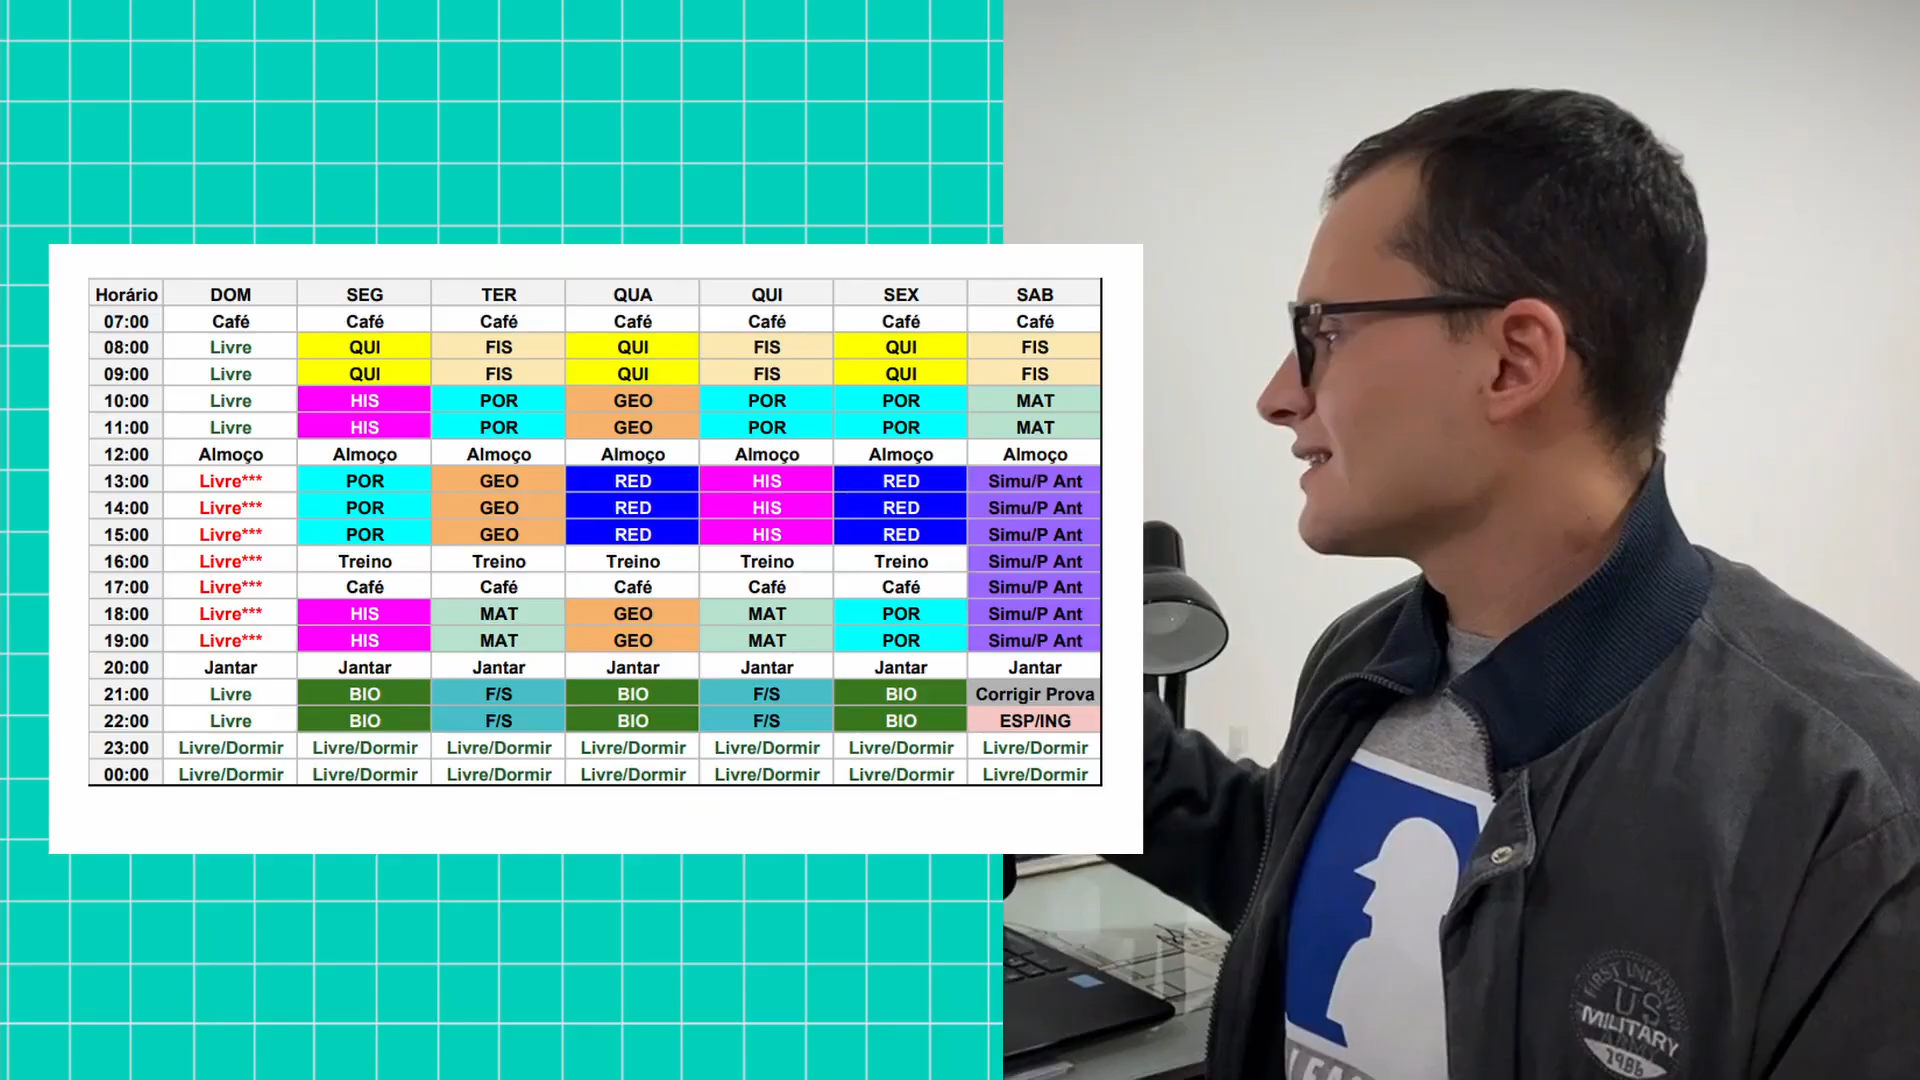 Horário DOM SEG TER QUA QUI SEX SAB
07:00 Café Café Café Café Café Café Café
08:00 Livre QUI FIS QUI FIS QUI FIS
09:00 Livre QUI FIS QUI FIS QUI FIS
10:00 Livre HIS POR GEO POR POR MAT
11:00 Livre HIS POR GEO POR POR MAT
12:00 Almoço Almoço Almoço Almoço Almoço Almoço Almoço
13:00 Livre*** POR GEO RED HIS RED Simu/P Ant
14:00 Livre*** POR GEO RED HIS RED Simu/P Ant
15:00 Livre*** POR GEO RED HIS RED Simu/P Ant
16:00 Livre*** Treino Treino Treino Treino Treino Simu/P Ant
17:00 Livre*** Café Café Café Café Café Simu/P Ant
18:00 Livre*** HIS MAT GEO MAT POR Simu/P Ant
19:00 Livre*** HIS MAT GEO MAT POR Simu/P Ant
20:00 Jantar Jantar Jantar Jantar Jantar Jantar Jantar
21:00 Livre BIO F/S BIO F/S BIO Corrigir Prova
22:00 Livre BIO F/S BIO F/S BIO ESP/ING
23:00 Livre/Dormir Livre/Dormir Livre/Dormir Livre/Dormir Livre/Dormir Livre/Dormir Livre/Dormir
00:00 Livre/Dormir Livre/Dormir Livre/Dormir Livre/Dormir Livre/Dormir Livre/Dormir Livre/Dormir
FIRST INFANTRY
US
MILITARY
ARMY
1986